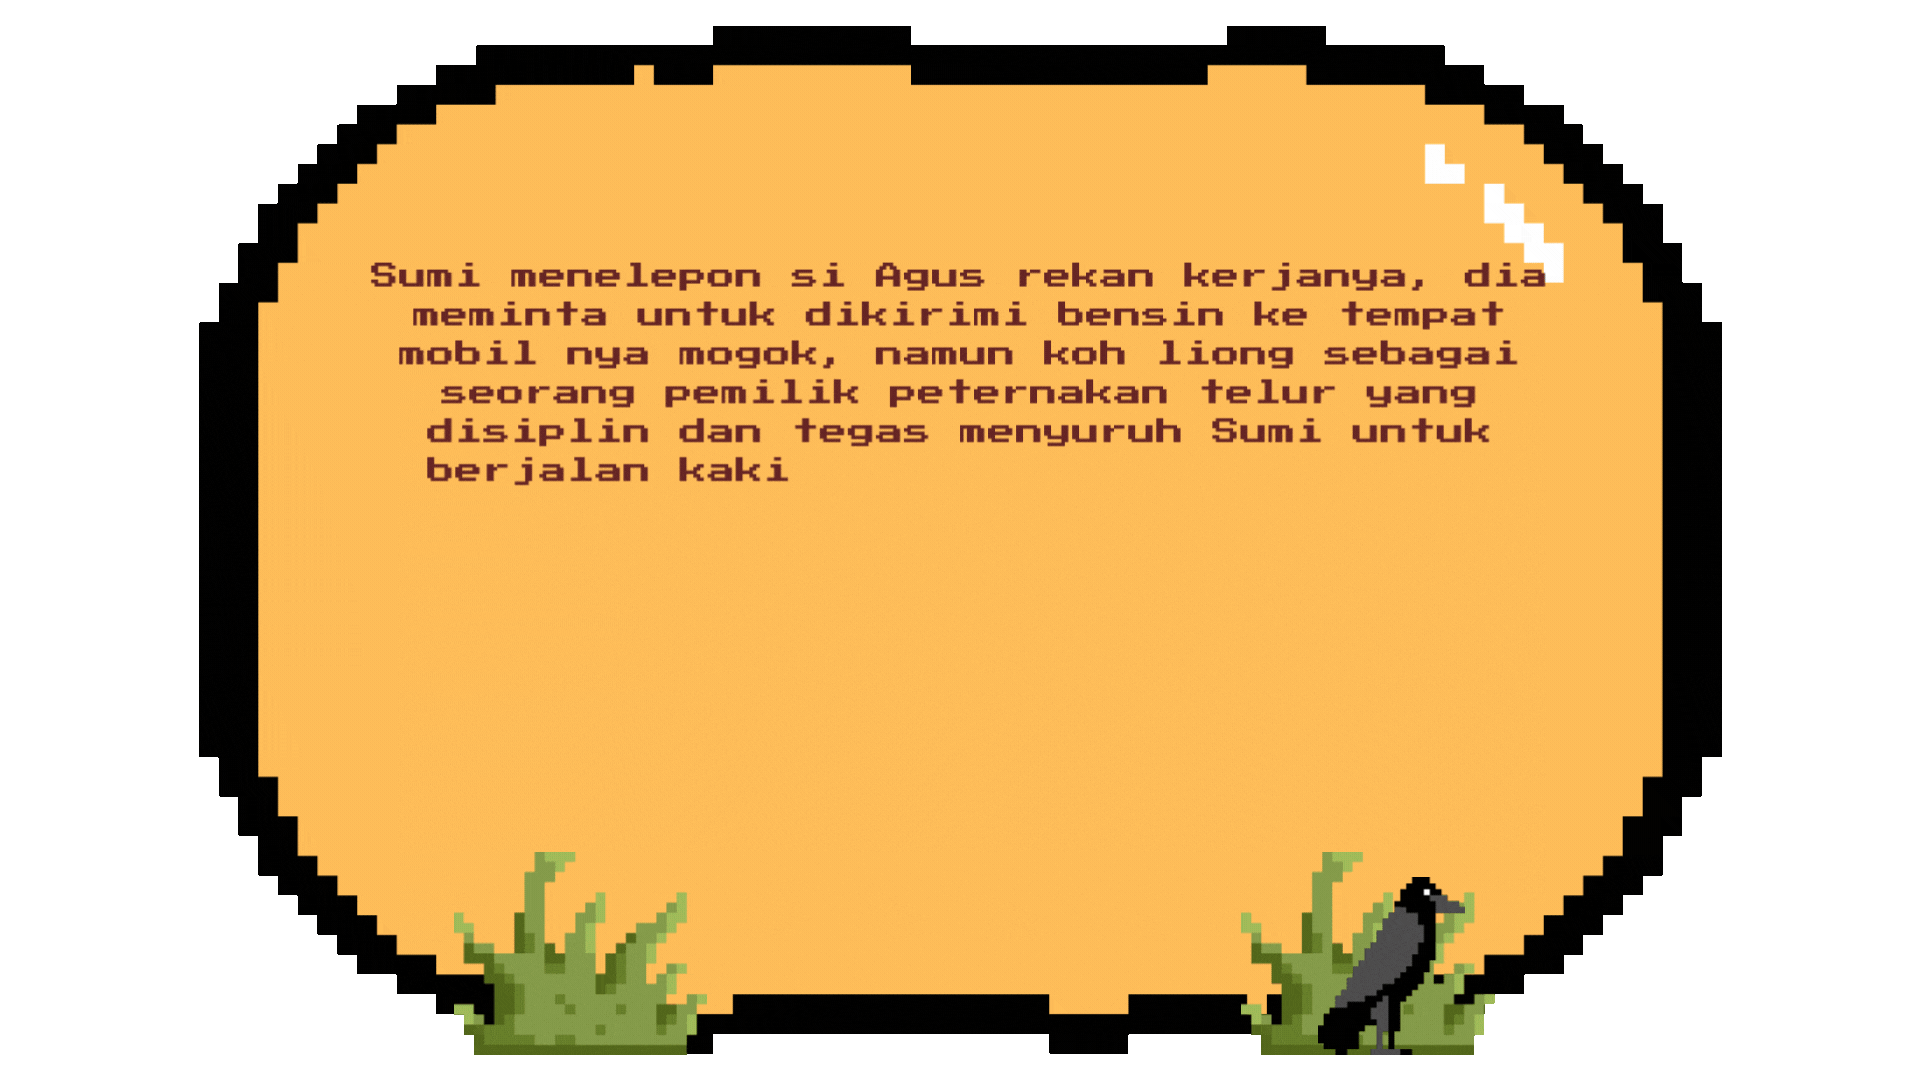 Sumi menelepon si Agus rekan kerjanya, dia
meminta untuk dikirimi bensin ke tempat
mobil nya mogok, namun koh liong sebagai
seorang pemilik peternakan telur yang
disiplin dan tegas menyuruh Sumi untuk
berjalan kaki